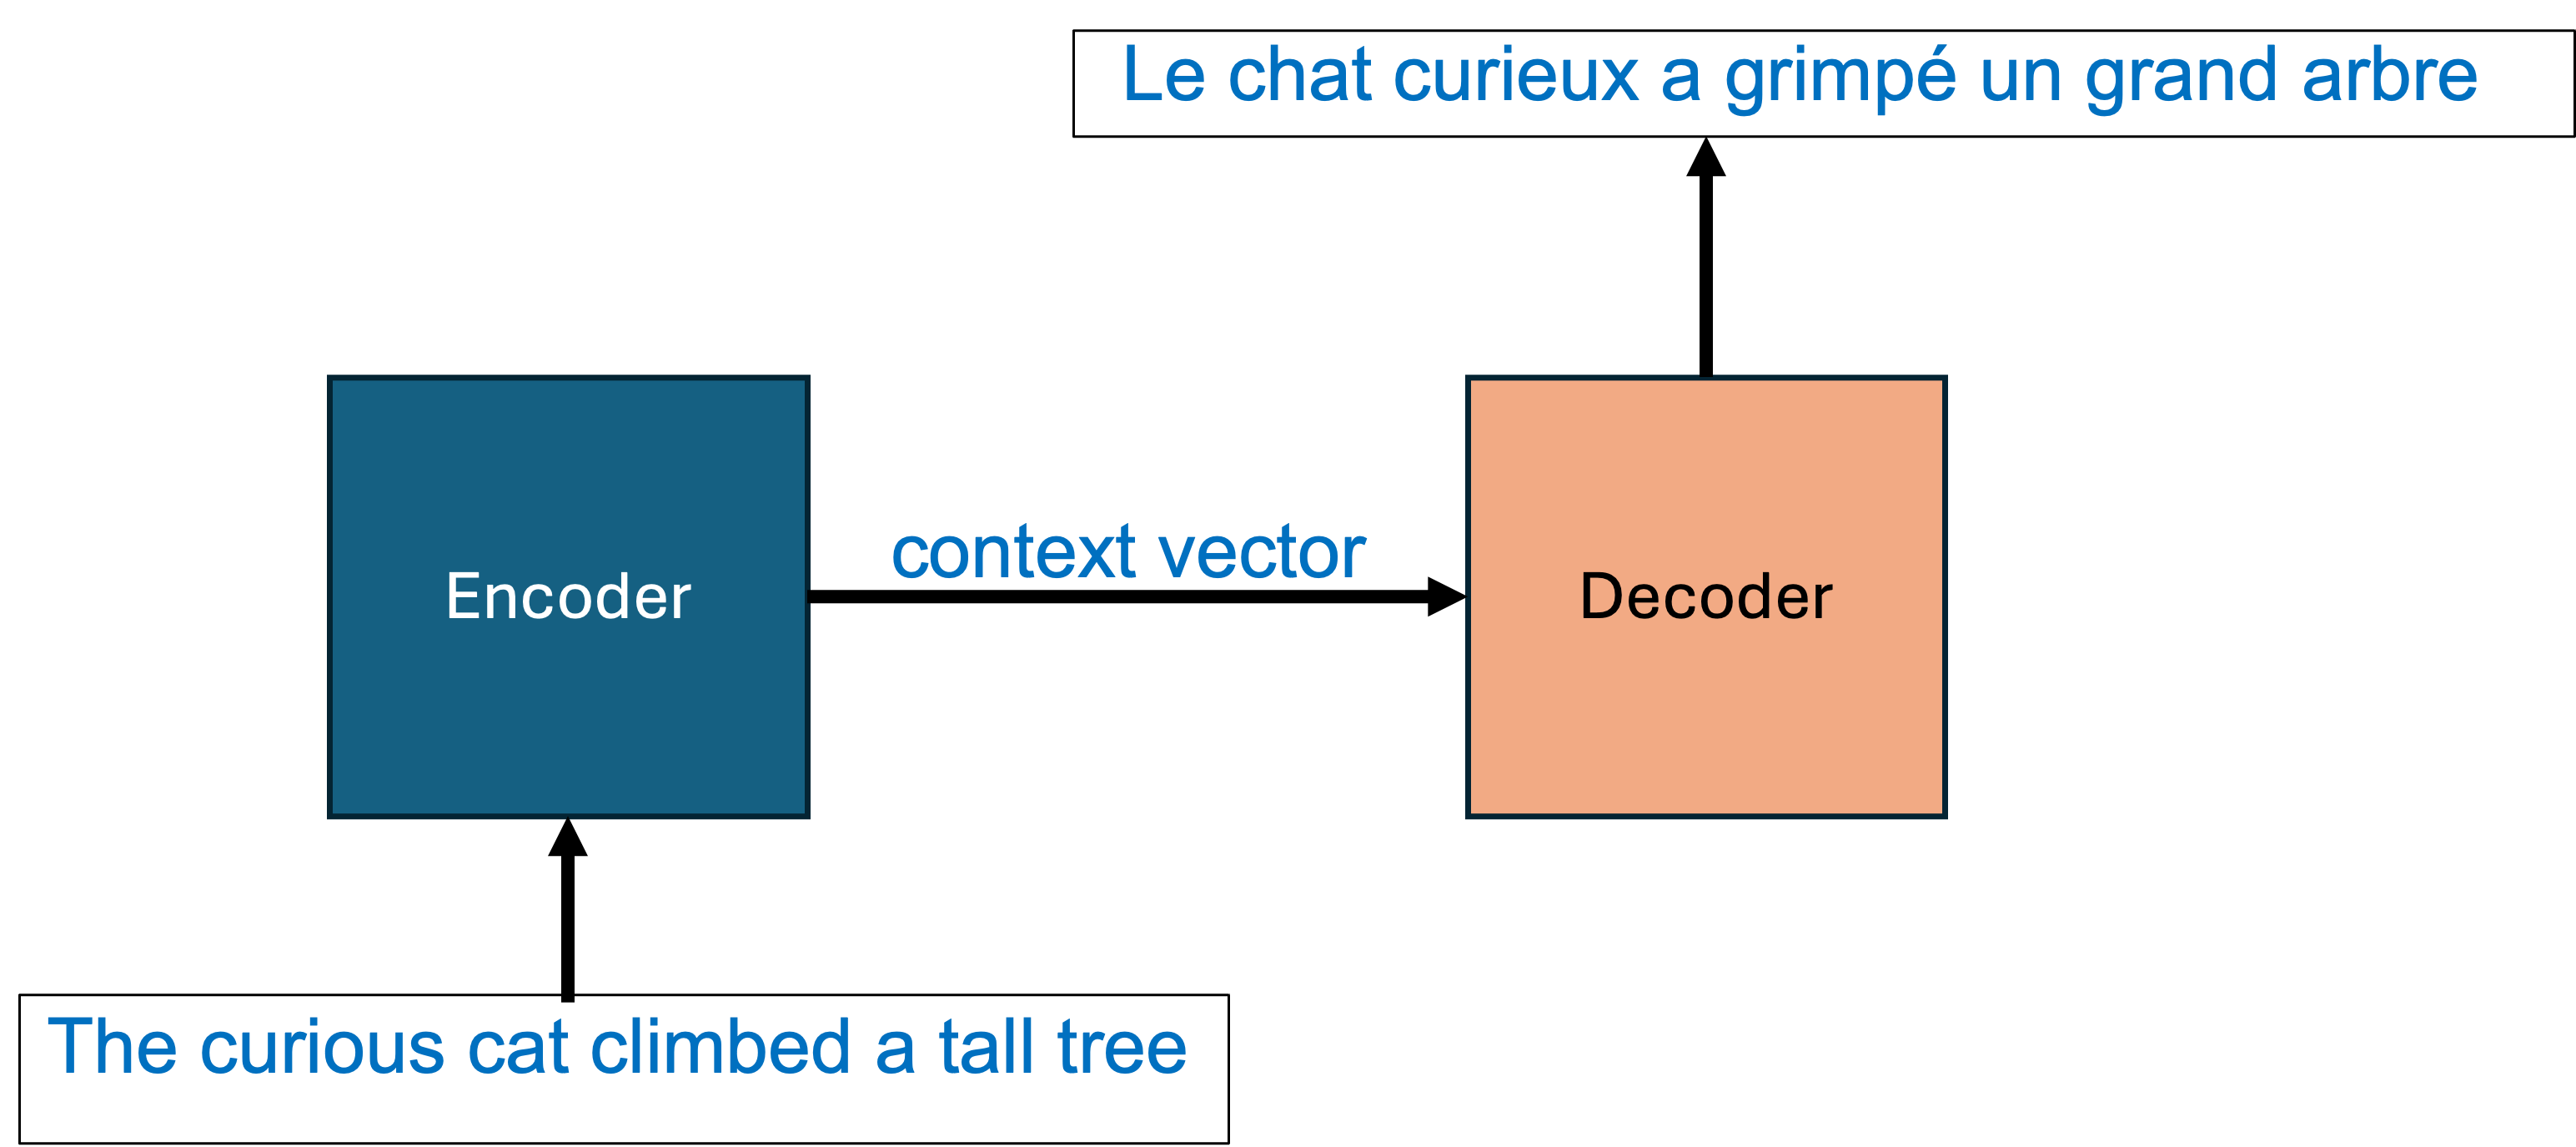 Le chat curieux a grimpé un grand arbre
Encoder
context vector
Decoder
The curious cat climbed a tall tree